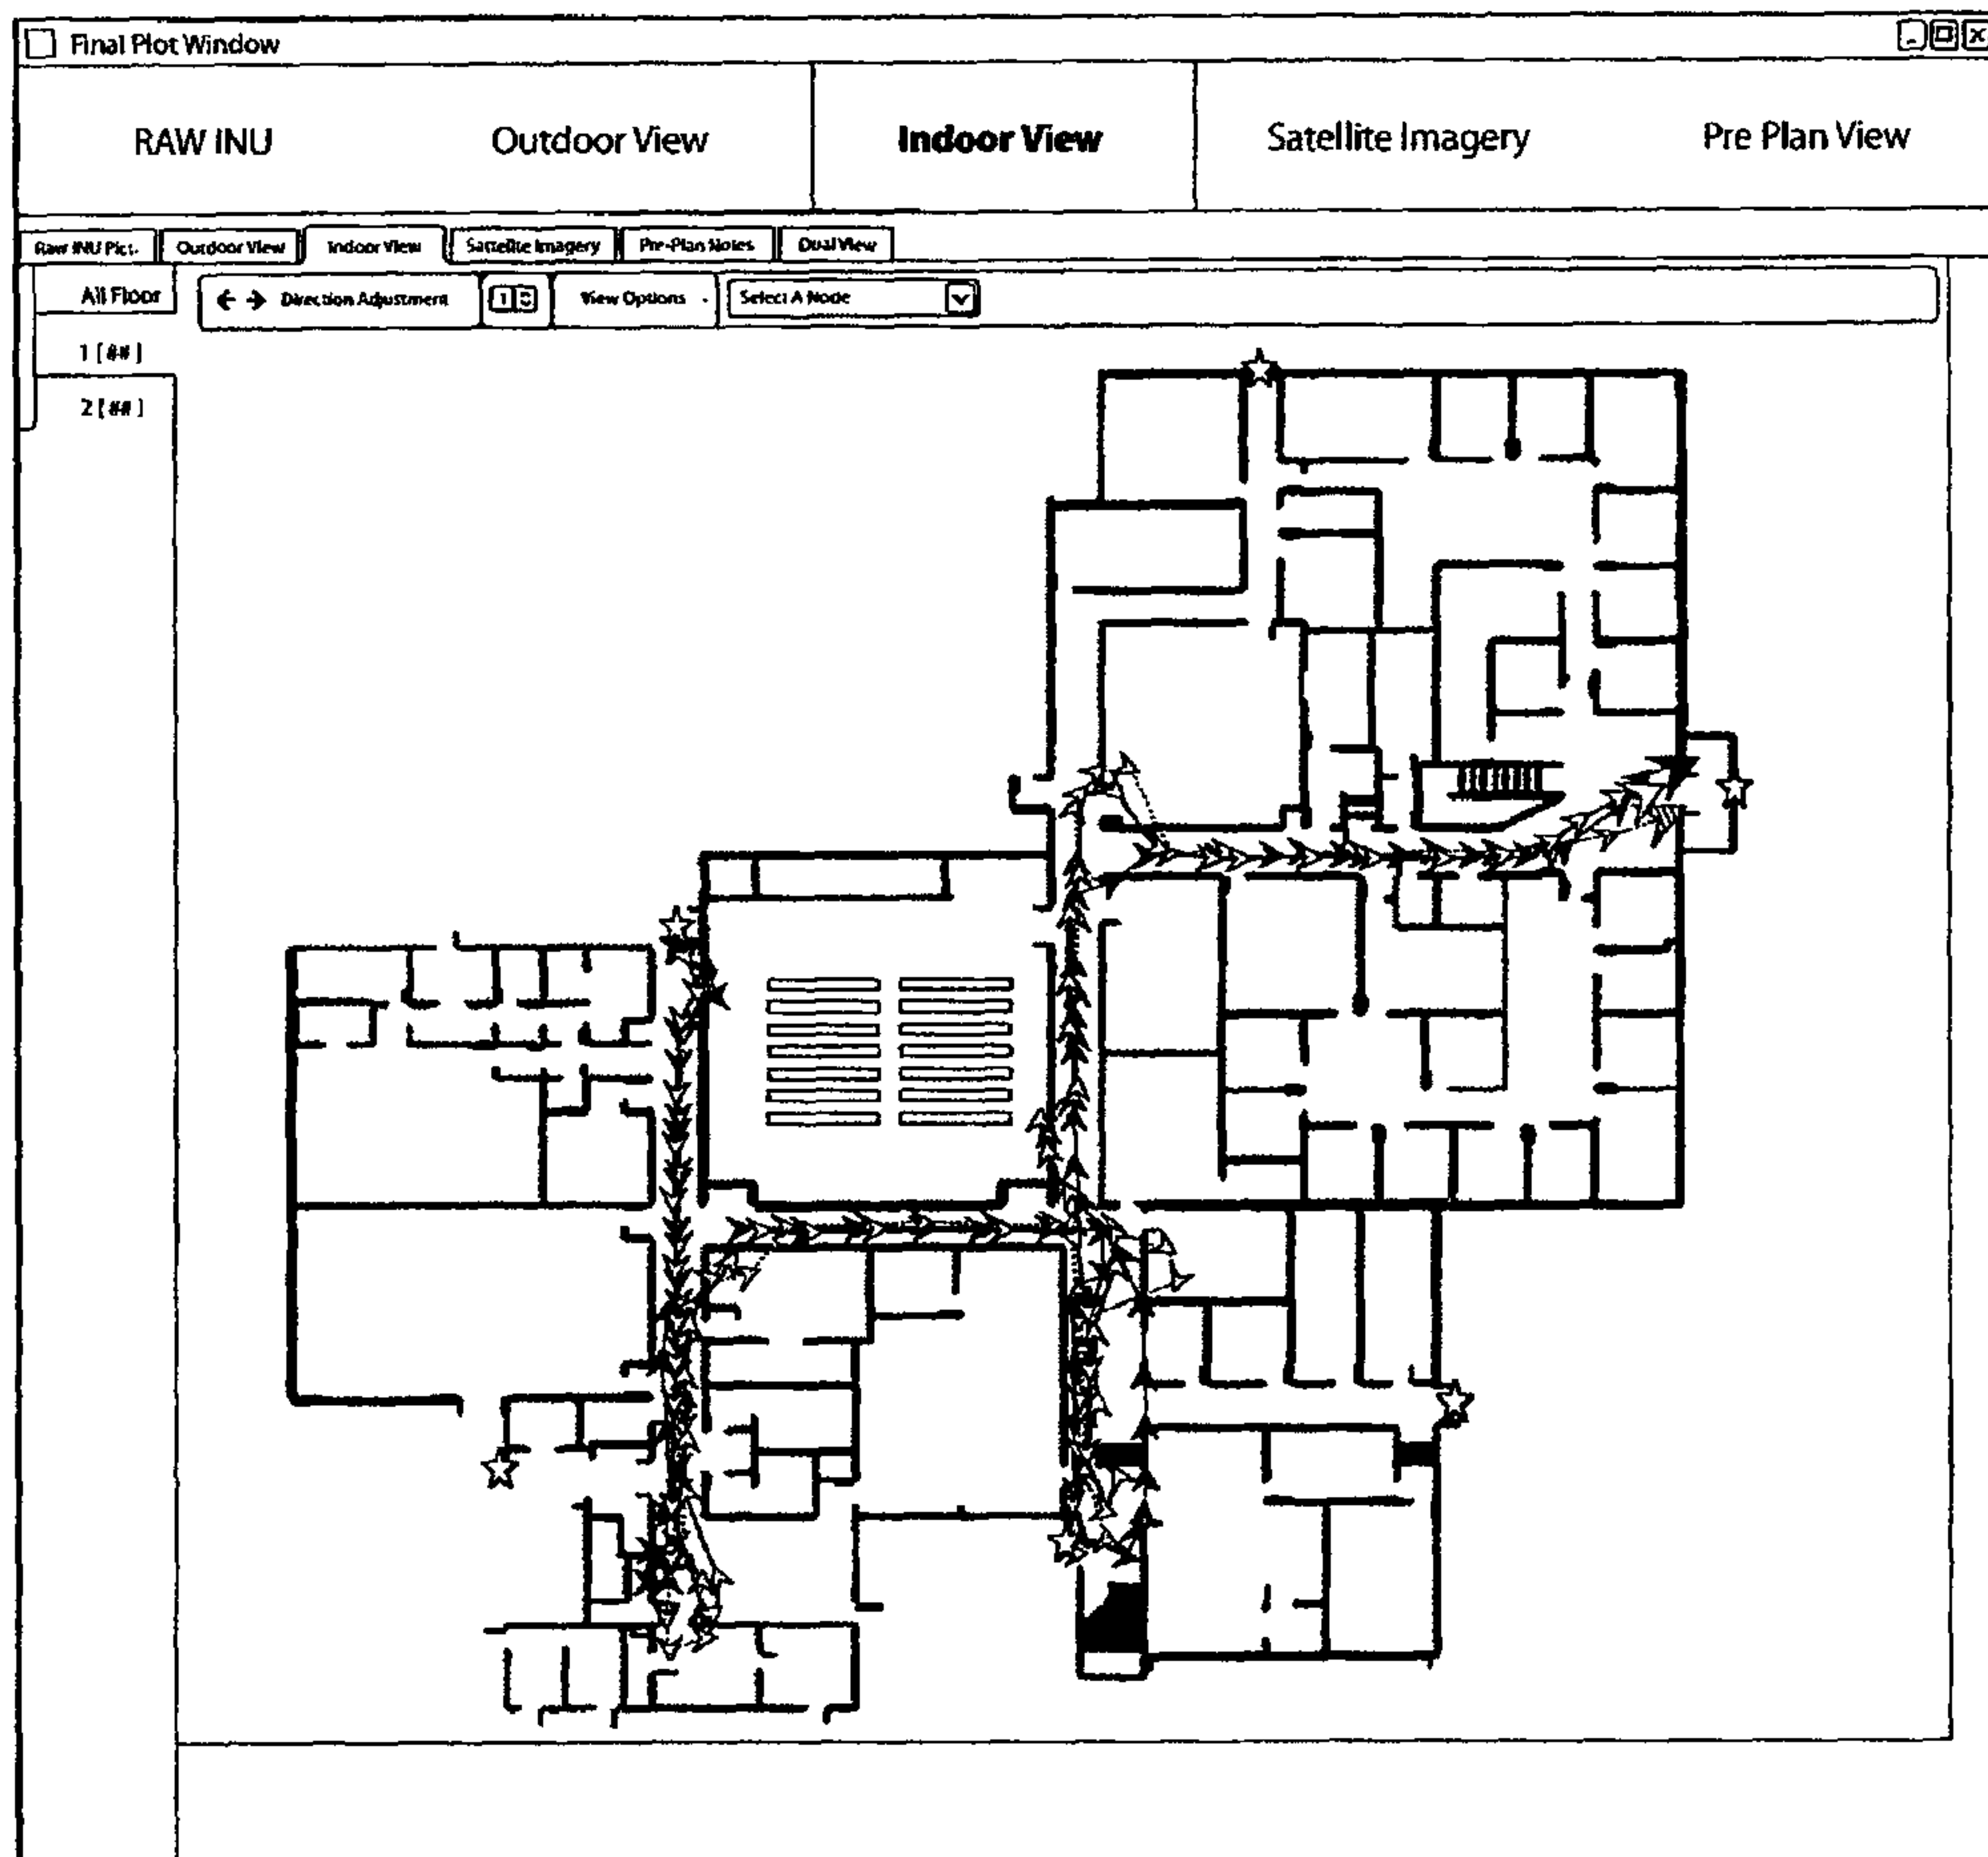 Final Plot Window
RAW INU Outdoor View Indoor View Satellite Imagery Pre Plan View
Raw INU Pict. Outdoor View Indoor View Sattelite Imagery Pre-Plan Notes Dual View
All Floor Direction Adjustment View Options Select A Node
1 [ ## ]
2 [ ## ]